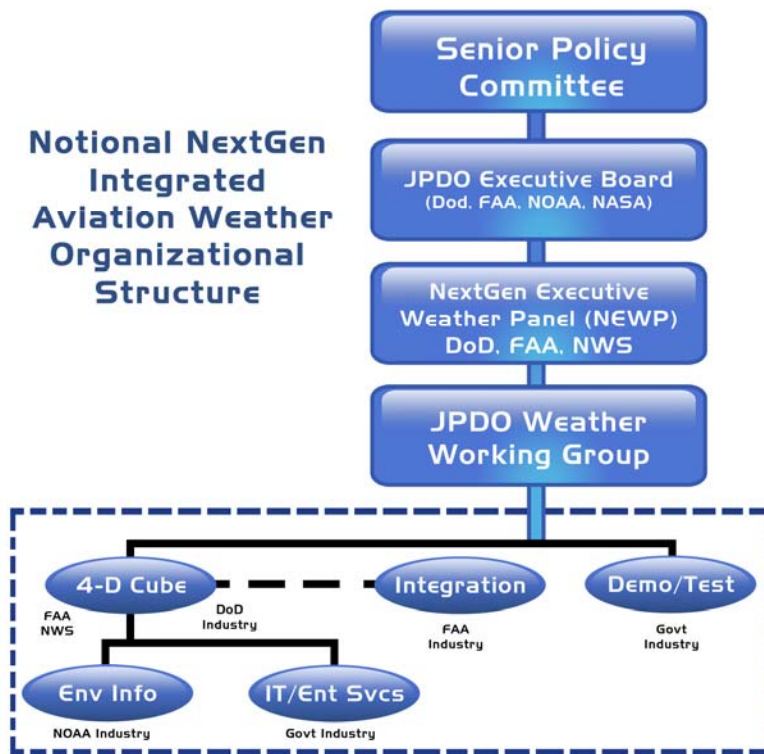 Senior Policy
Committee
Notional NextGen
Integrated
Aviation Weather
Organizational
Structure
JPDO Executive Board
(Dod, FAA, NOAA, NASA)
NextGen Executive
Weather Panel (NEWP)
DoD, FAA, NWS
JPDO Weather
Working Group
4-D Cube
Integration
Demo/Test
FAA
NWS
DoD
Industry
FAA
Industry
Govt
Industry
Env Info
IT/Ent Svcs
NOAA Industry
Govt Industry